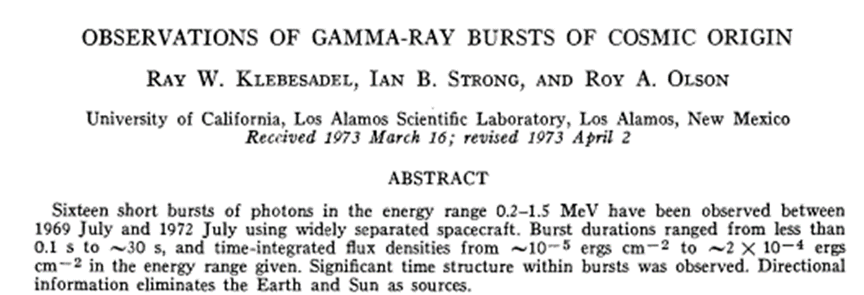 OBSERVATIONS OF GAMMA-RAY BURSTS OF COSMIC ORIGIN
RAY W. KLEBESADEL, IAN B. STRONG, AND ROY A. OLSON
University of California, Los Alamos Scientific Laboratory, Los Alamos, New Mexico
Received 1973 March 16; revised 1973 April 2
ABSTRACT
Sixteen short bursts of photons in the energy range 0.2–1.5 MeV have been observed between
1969 July and 1972 July using widely separated spacecraft. Burst durations ranged from less than
0.1 s to ~30 s, and time-integrated flux densities from ~10⁻⁵ ergs cm⁻² to ~2 × 10⁻⁴ ergs
cm⁻² in the energy range given. Significant time structure within bursts was observed. Directional
information eliminates the Earth and Sun as sources.